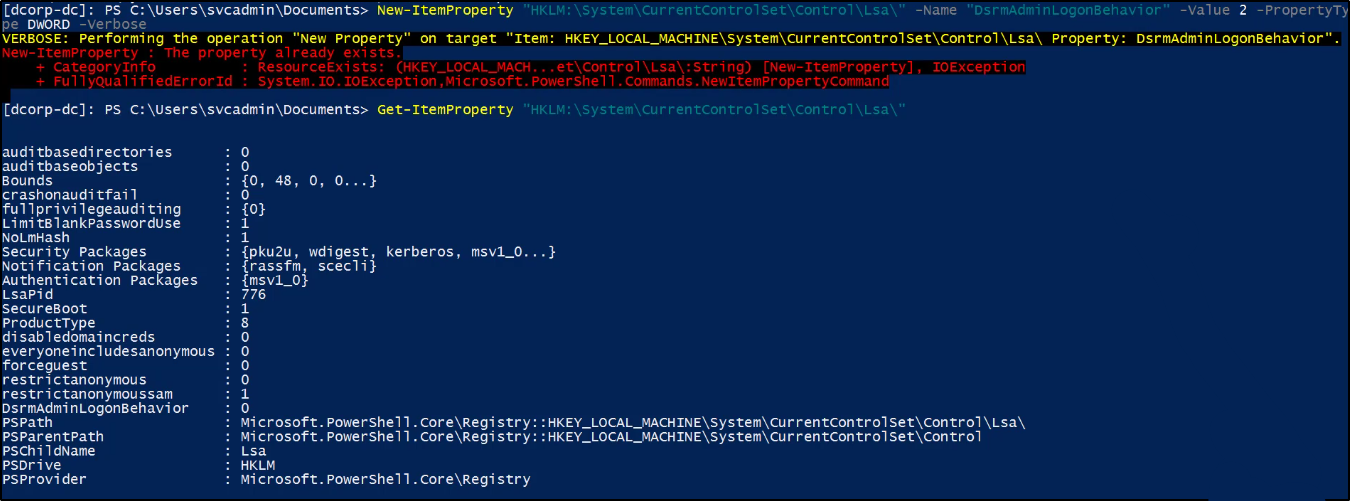 [dcorp-dc]: PS C:\Users\svcadmin\Documents> New-ItemProperty "HKLM:\System\CurrentControlSet\Control\Lsa\" -Name "DsrmAdminLogonBehavior" -Value 2 -PropertyTy
pe DWORD -Verbose
VERBOSE: Performing the operation "New Property" on target "Item: HKEY_LOCAL_MACHINE\System\CurrentControlSet\Control\Lsa\ Property: DsrmAdminLogonBehavior".
New-ItemProperty : The property already exists.
    + CategoryInfo          : ResourceExists: (HKEY_LOCAL_MACH...et\Control\Lsa\:String) [New-ItemProperty], IOException
    + FullyQualifiedErrorId : System.IO.IOException,Microsoft.PowerShell.Commands.NewItemPropertyCommand
[dcorp-dc]: PS C:\Users\svcadmin\Documents> Get-ItemProperty "HKLM:\System\CurrentControlSet\Control\Lsa\"
auditbasedirectories      : 0
auditbaseobjects          : 0
Bounds                    : {0, 48, 0, 0...}
crashonauditfail          : 0
fullprivilegeauditing     : {0}
LimitBlankPasswordUse     : 1
NoLmHash                  : 1
Security Packages         : {pku2u, wdigest, kerberos, msv1_0...}
Notification Packages     : {rassfm, scecli}
Authentication Packages   : {msv1_0}
LsaPid                    : 776
SecureBoot                : 1
ProductType               : 8
disabledomaincreds        : 0
everyoneincludesanonymous : 0
forceguest                : 0
restrictanonymous         : 0
restrictanonymoussam      : 1
DsrmAdminLogonBehavior    : 0
PSPath                    : Microsoft.PowerShell.Core\Registry::HKEY_LOCAL_MACHINE\System\CurrentControlSet\Control\Lsa\
PSParentPath              : Microsoft.PowerShell.Core\Registry::HKEY_LOCAL_MACHINE\System\CurrentControlSet\Control
PSChildName               : Lsa
PSDrive                   : HKLM
PSProvider                : Microsoft.PowerShell.Core\Registry